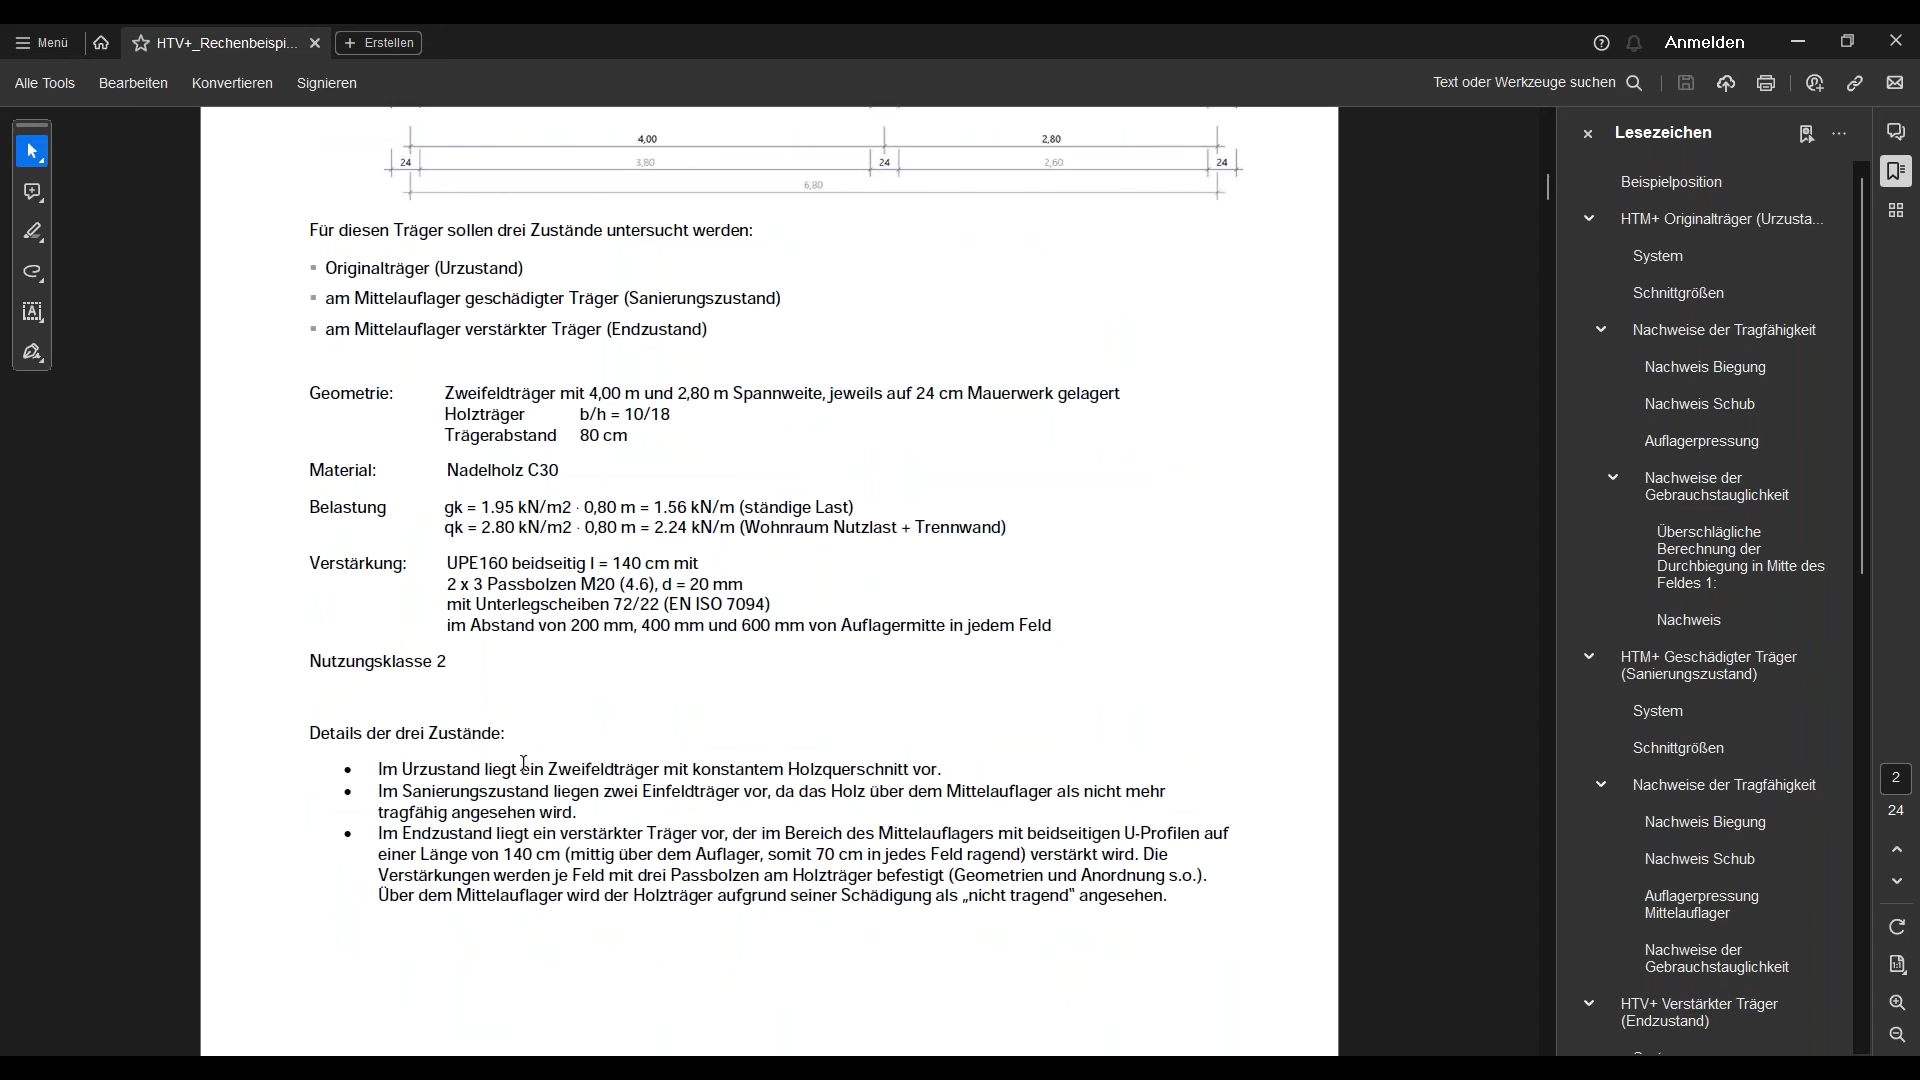 Menü
HTV+_Rechenbeispi...
Erstellen
Anmelden
Alle Tools
Bearbeiten
Konvertieren
Signieren
Text oder Werkzeuge suchen
4,00
2,80
24
3,80
24
2,60
24
6,80
Für diesen Träger sollen drei Zustände untersucht werden:
Originalträger (Urzustand)
am Mittelauflager geschädigter Träger (Sanierungszustand)
am Mittelauflager verstärkter Träger (Endzustand)
Geometrie: Zweifeldträger mit 4,00 m und 2,80 m Spannweite, jeweils auf 24 cm Mauerwerk gelagert
Holzträger b/h = 10/18
Trägerabstand 80 cm
Material: Nadelholz C30
Belastung gk = 1.95 kN/m2 · 0,80 m = 1.56 kN/m (ständige Last)
qk = 2.80 kN/m2 · 0,80 m = 2.24 kN/m (Wohnraum Nutzlast + Trennwand)
Verstärkung: UPE160 beidseitig l = 140 cm mit
2 x 3 Passbolzen M20 (4.6), d = 20 mm
mit Unterlegscheiben 72/22 (EN ISO 7094)
im Abstand von 200 mm, 400 mm und 600 mm von Auflagermitte in jedem Feld
Nutzungsklasse 2
Details der drei Zustände:
• Im Urzustand liegt ein Zweifeldträger mit konstantem Holzquerschnitt vor.
• Im Sanierungszustand liegen zwei Einfeldträger vor, da das Holz über dem Mittelauflager als nicht mehr
tragfähig angesehen wird.
• Im Endzustand liegt ein verstärkter Träger vor, der im Bereich des Mittelauflagers mit beidseitigen U-Profilen auf
einer Länge von 140 cm (mittig über dem Auflager, somit 70 cm in jedes Feld ragend) verstärkt wird. Die
Verstärkungen werden je Feld mit drei Passbolzen am Holzträger befestigt (Geometrien und Anordnung s.o.).
Über dem Mittelauflager wird der Holzträger aufgrund seiner Schädigung als „nicht tragend" angesehen.
Lesezeichen
Beispielposition
HTM+ Originalträger (Urzusta...
System
Schnittgrößen
Nachweise der Tragfähigkeit
Nachweis Biegung
Nachweis Schub
Auflagerpressung
Nachweise der
Gebrauchstauglichkeit
Überschlägliche
Berechnung der
Durchbiegung in Mitte des
Feldes 1:
Nachweis
HTM+ Geschädigter Träger
(Sanierungszustand)
System
Schnittgrößen
Nachweise der Tragfähigkeit
Nachweis Biegung
Nachweis Schub
Auflagerpressung
Mittelauflager
Nachweise der
Gebrauchstauglichkeit
HTV+ Verstärkter Träger
(Endzustand)
2
24